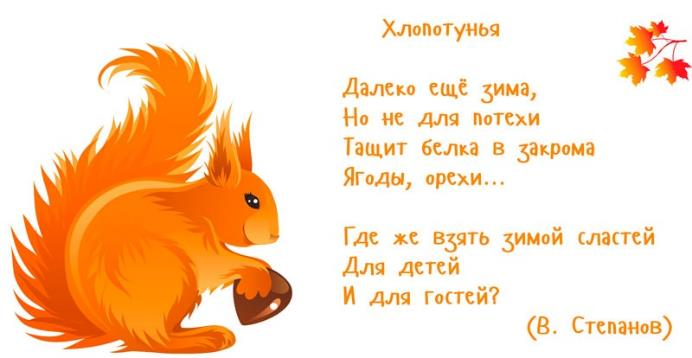 Хлопотунья
Далеко ещё зима,
Но не для потехи
Тащит белка в закрома
Ягоды, орехи...
Где же взять зимой сластей
Для детей
И для гостей?
(В. Степанов)